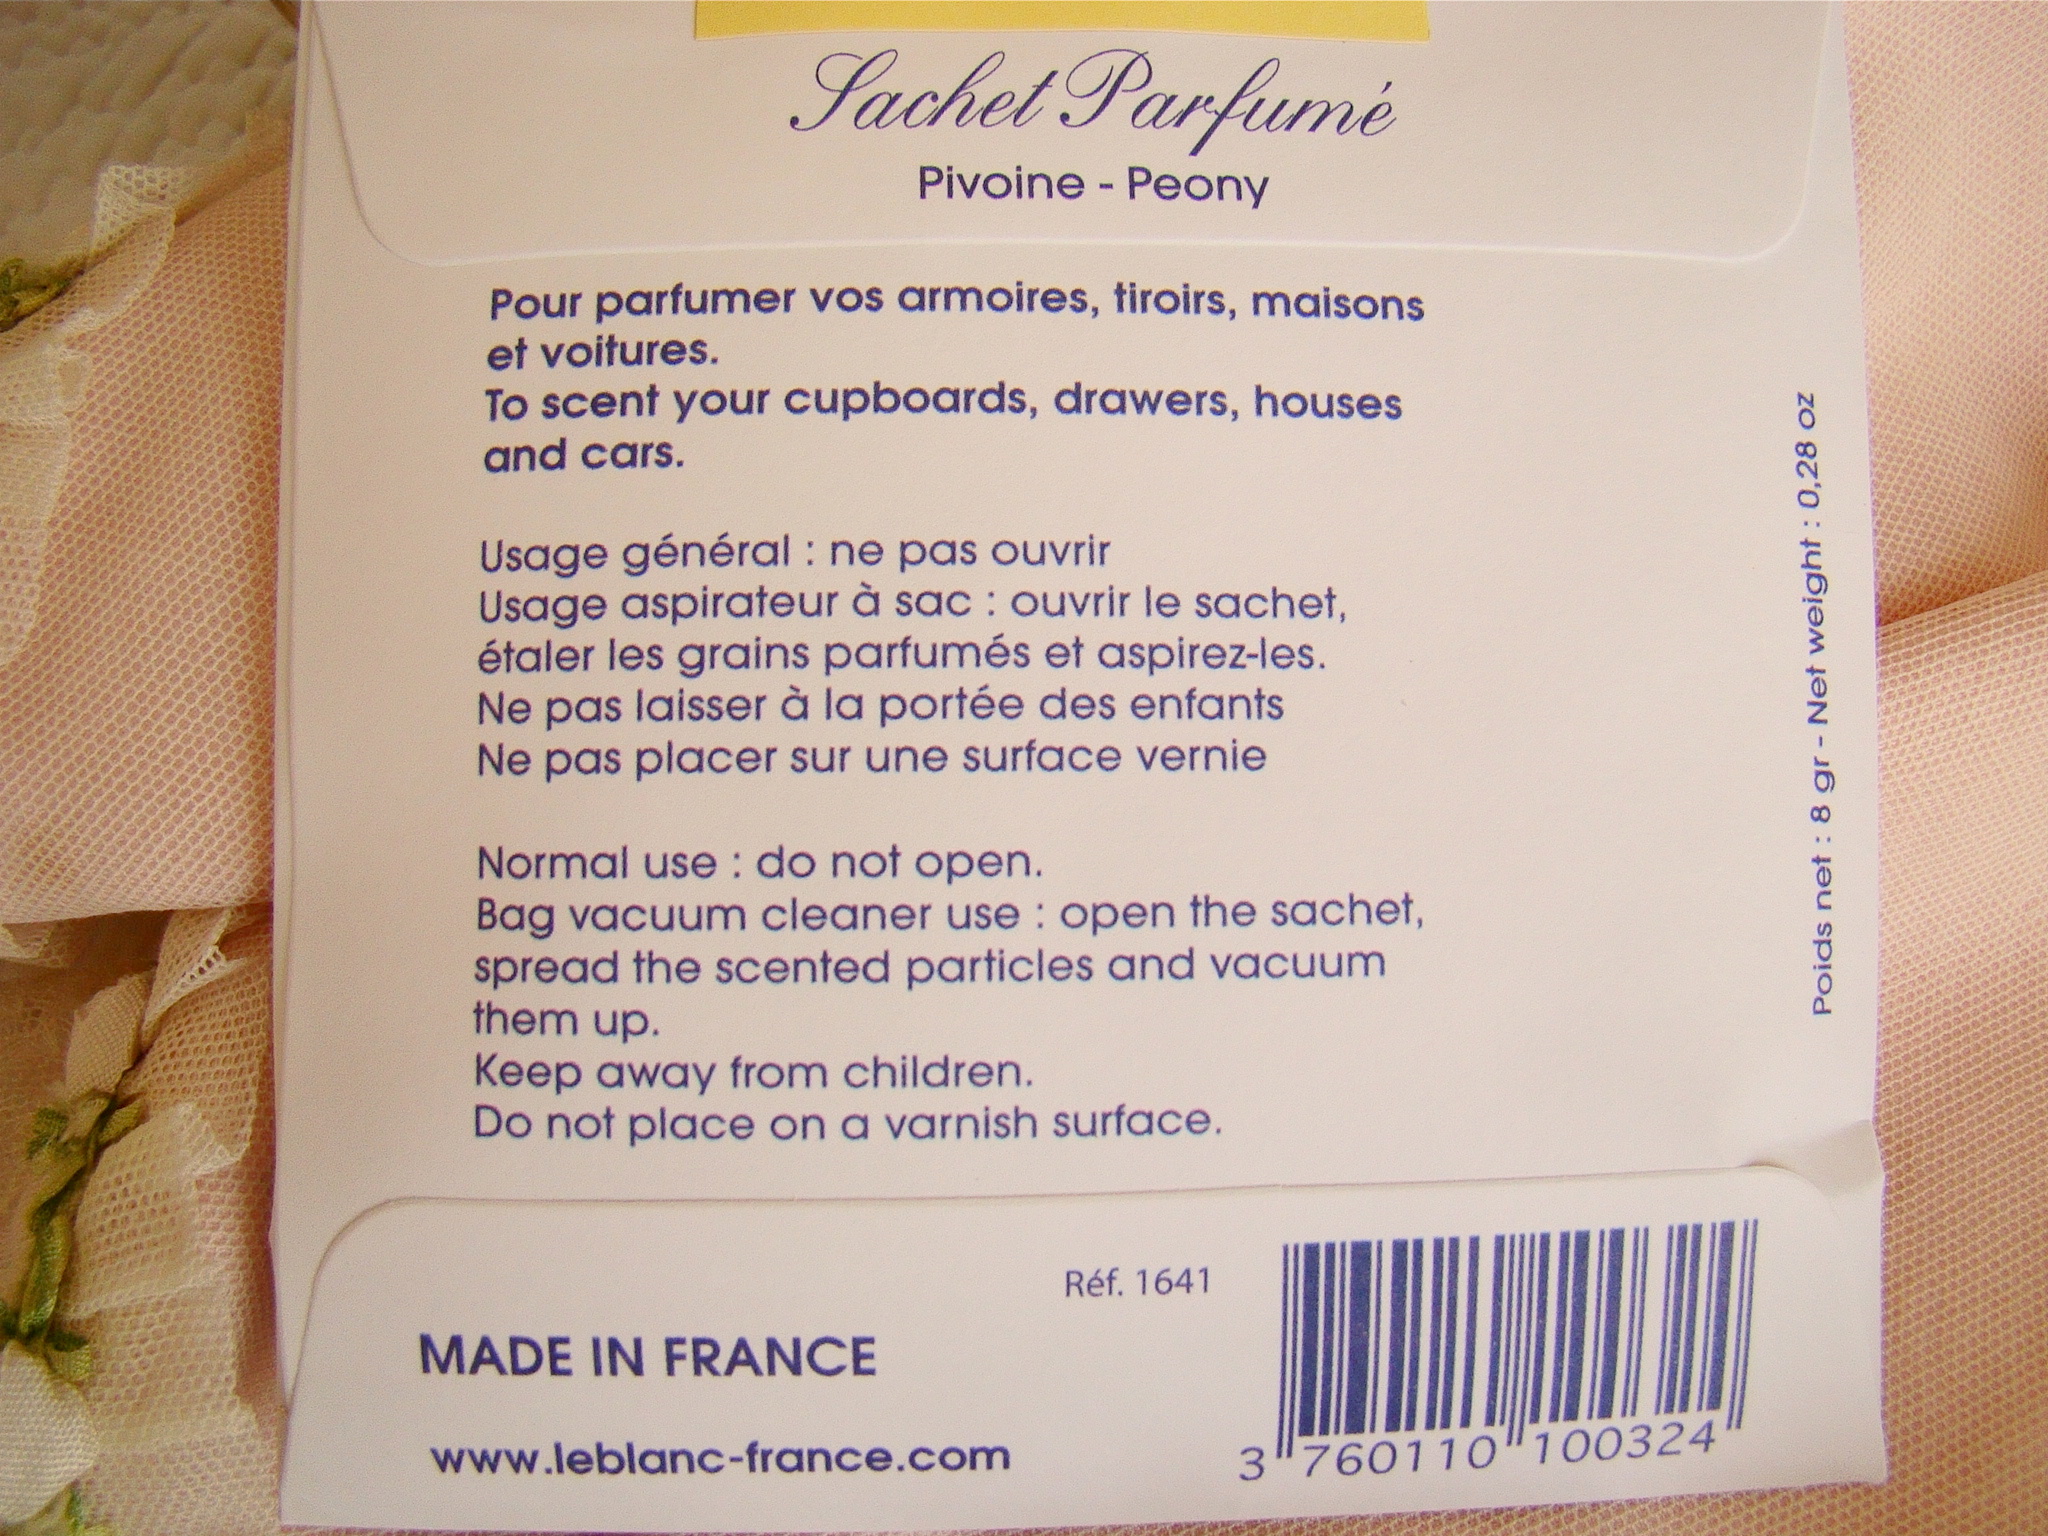 Sachet Parfumé
Pivoine - Peony
Pour parfumer vos armoires, tiroirs, maisons
et voitures.
To scent your cupboards, drawers, houses
and cars.
Usage général : ne pas ouvrir
Usage aspirateur à sac : ouvrir le sachet,
étaler les grains parfumés et aspirez-les.
Ne pas laisser à la portée des enfants
Ne pas placer sur une surface vernie
Normal use : do not open.
Bag vacuum cleaner use : open the sachet,
spread the scented particles and vacuum
them up.
Keep away from children.
Do not place on a varnish surface.
Poids net : 8 gr - Net weight : 0,28 oz
Réf. 1641
MADE IN FRANCE
www.leblanc-france.com
3 760110 100324